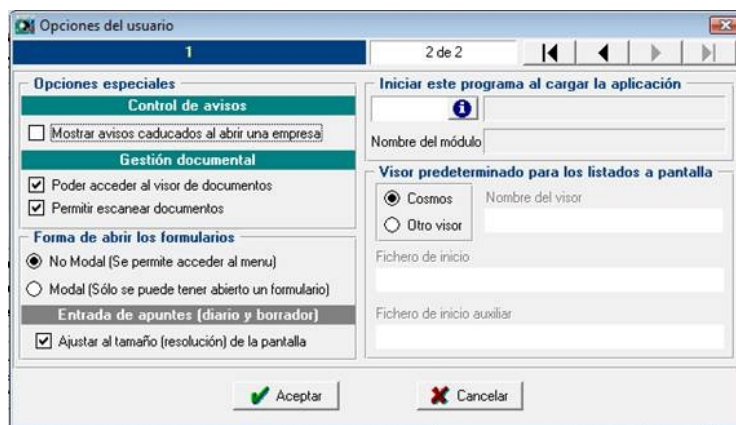 Opciones del usuario
1
2 de 2
Opciones especiales
Control de avisos
Mostrar avisos caducados al abrir una empresa
Gestión documental
Poder acceder al visor de documentos
Permitir escanear documentos
Forma de abrir los formularios
No Modal (Se permite acceder al menu)
Modal (Sólo se puede tener abierto un formulario)
Entrada de apuntes (diario y borrador)
Ajustar al tamaño (resolución) de la pantalla
Iniciar este programa al cargar la aplicación
Nombre del módulo
Visor predeterminado para los listados a pantalla
Cosmos
Otro visor
Nombre del visor
Fichero de inicio
Fichero de inicio auxiliar
Aceptar
Cancelar